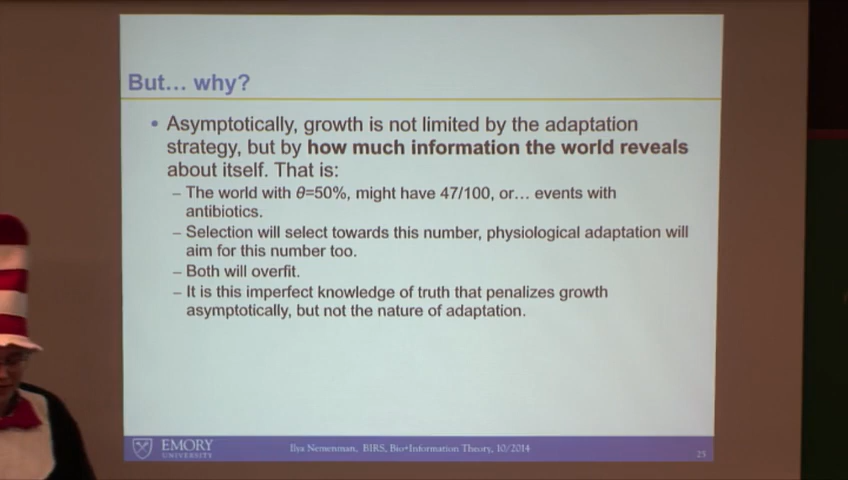 But... why?
• Asymptotically, growth is not limited by the adaptation
strategy, but by how much information the world reveals
about itself. That is:
– The world with θ=50%, might have 47/100, or... events with
antibiotics.
– Selection will select towards this number, physiological adaptation will
aim for this number too.
– Both will overfit.
– It is this imperfect knowledge of truth that penalizes growth
asymptotically, but not the nature of adaptation.
EMORY
UNIVERSITY
Ilya Nemenman, BIRS, Bio+Information Theory, 10/2014
25